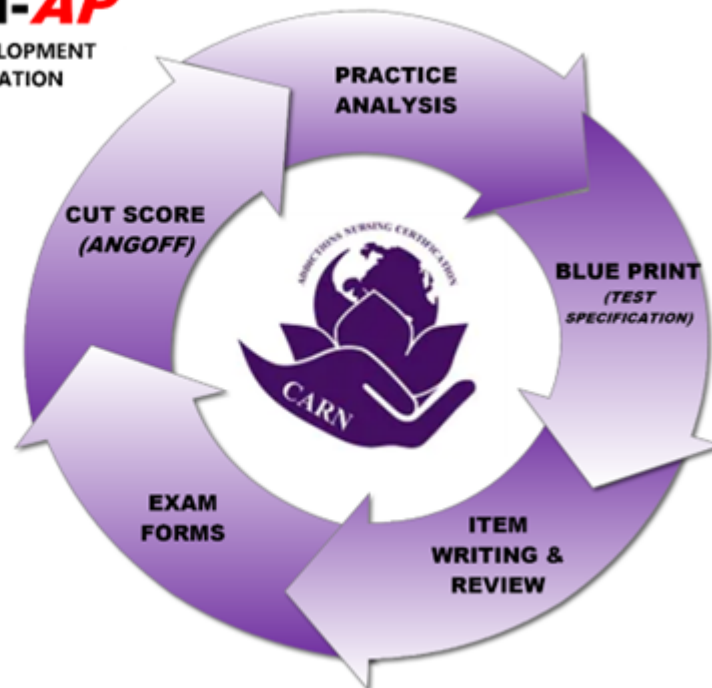 -AP
LOPMENT
ATION
PRACTICE
ANALYSIS
CUT SCORE
(ANGOFF)
ADDICTIONS NURSING CERTIFICATION
BLUE PRINT
(TEST
SPECIFICATION)
CARN
EXAM
FORMS
ITEM
WRITING &
REVIEW